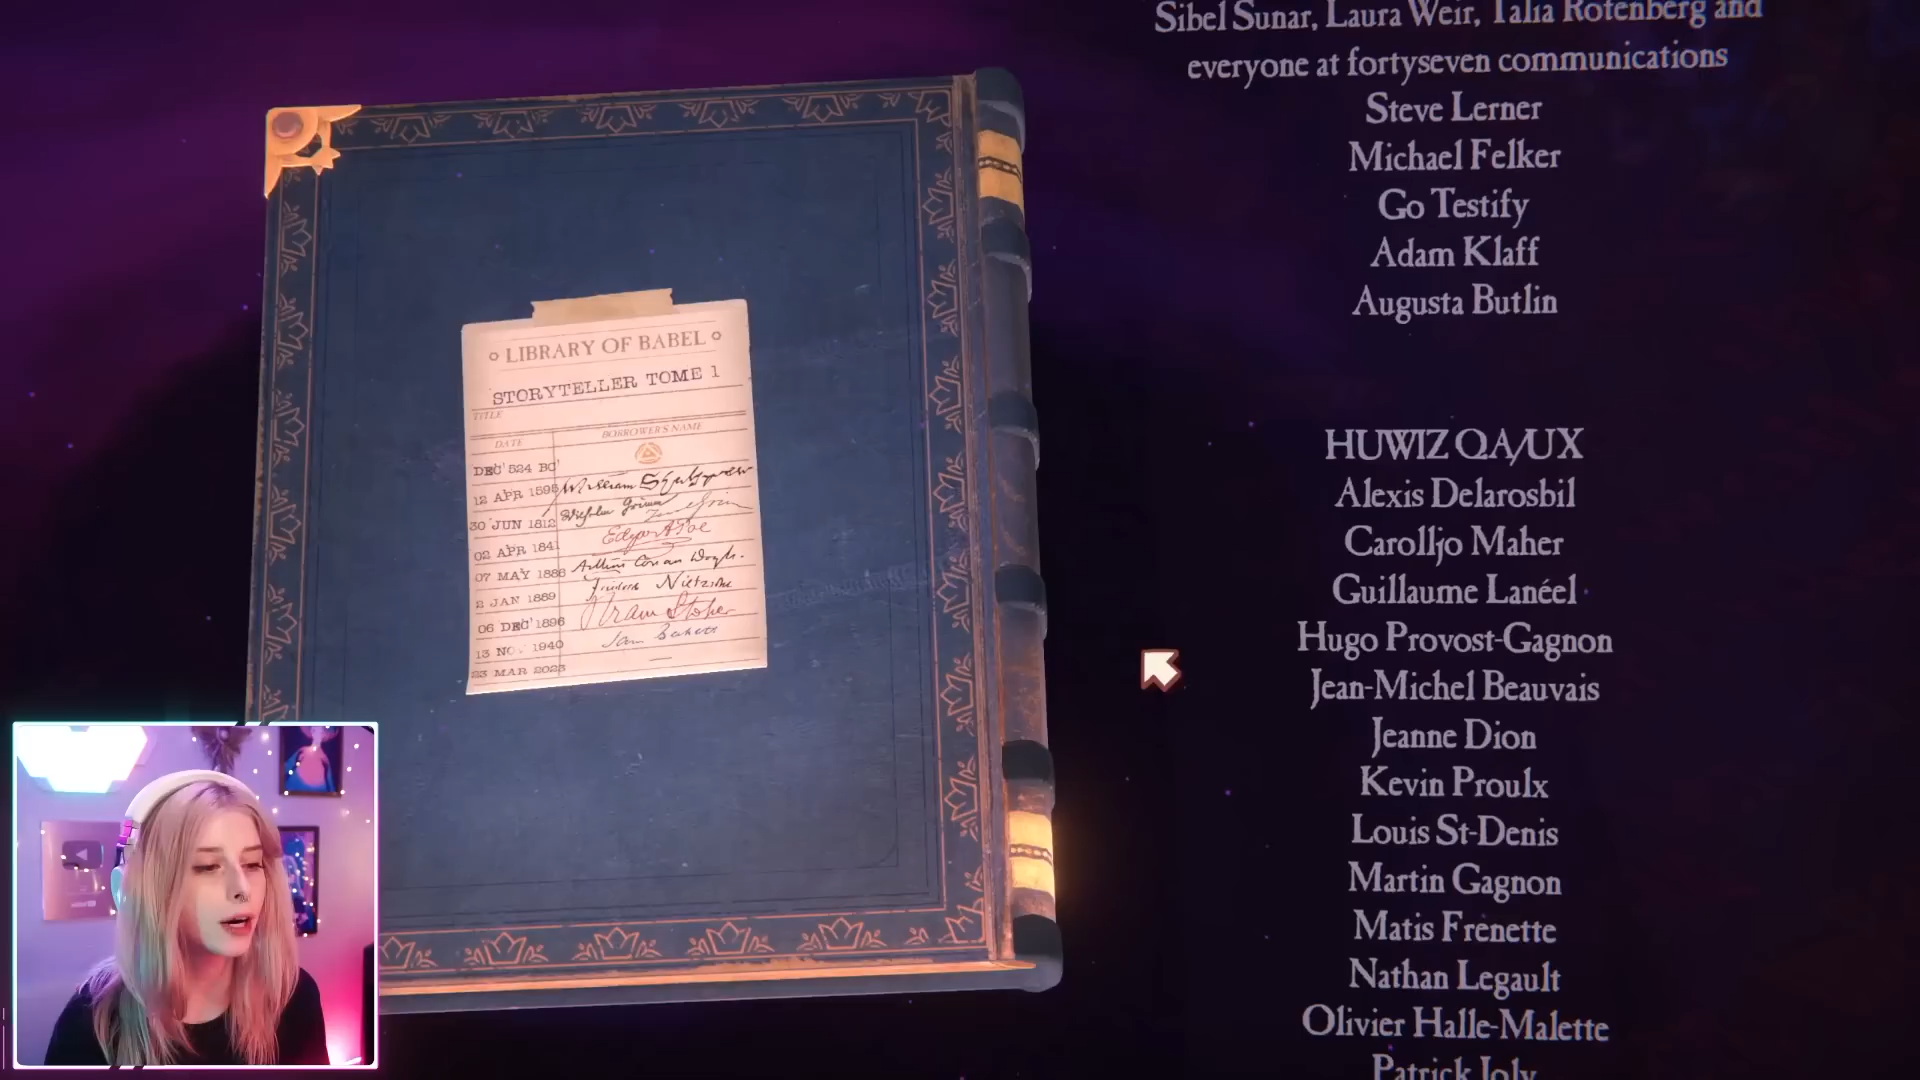 LIBRARY OF BABEL
STORYTELLER TOME 1
TITLE
DATE BORROWER'S NAME
DEC 524 BC
12 APR 1595 William Shakspear
30 JUN 1812 Wilhelm Grimm
02 APR 1841 Edgar A Poe
07 MAY 1886 Arthur Conan Doyle.
2 JAN 1889 Friedrich Nietzsche
06 DEC 1896 Bram Stoker
13 NOV 1940 Sam Beckett
23 MAR 2023
Sibel Sunar, Laura Weir, Talia Rotenberg and
everyone at fortyseven communications
Steve Lerner
Michael Felker
Go Testify
Adam Klaff
Augusta Butlin
HUWIZ QA/UX
Alexis Delarosbil
Carolljo Maher
Guillaume Lanéel
Hugo Provost-Gagnon
Jean-Michel Beauvais
Jeanne Dion
Kevin Proulx
Louis St-Denis
Martin Gagnon
Matis Frenette
Nathan Legault
Olivier Halle-Malette
Patrick Joly